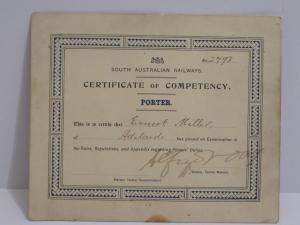 No 2792
SOUTH AUSTRALIAN RAILWAYS.
CERTIFICATE OF COMPETENCY.
PORTER.
This is to certify that Ernest Miller
a Adelaide has passed an Examination in
the Rules, Regulations, and Appendix regarding Porters' Duties.